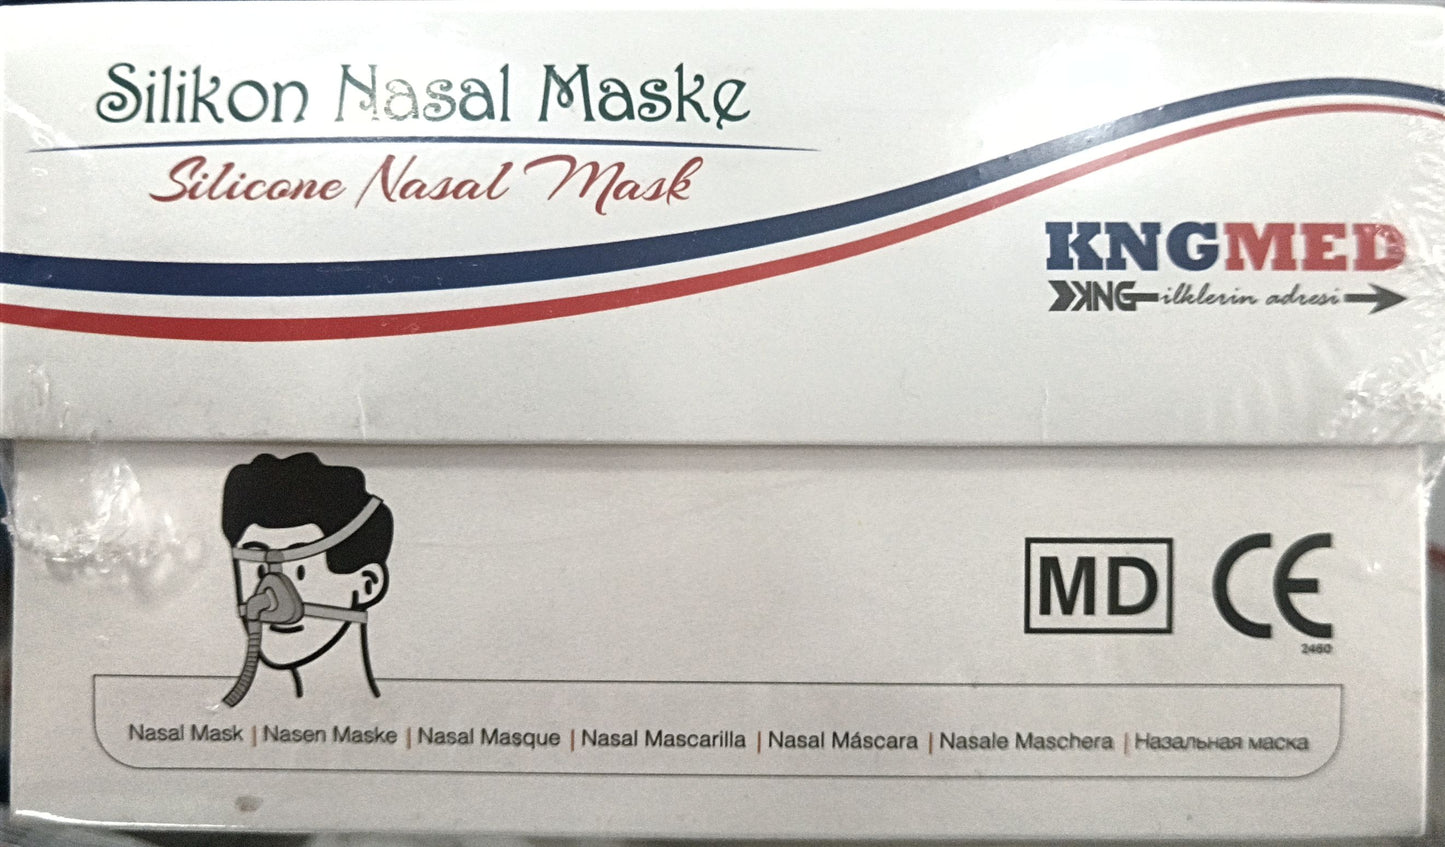 Silikon Nasal Maske
Silicone Nasal Mask
KNGMED
KNG ilklerin adresi
MD CE
2460
Nasal Mask | Nasen Maske | Nasal Masque | Nasal Mascarilla | Nasal Máscara | Nasale Maschera | Назальная маска